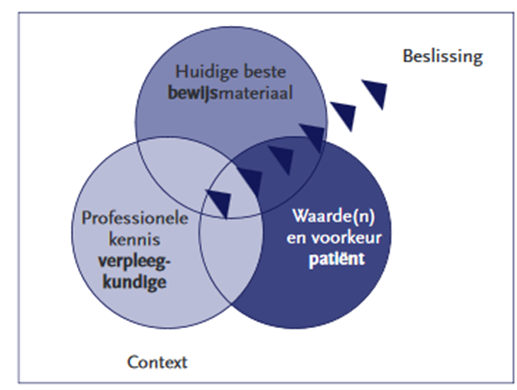 Beslissing
Huidige beste
bewijsmateriaal
Professionele
kennis
verpleeg-
kundige
Waarde(n)
en voorkeur
patiënt
Context